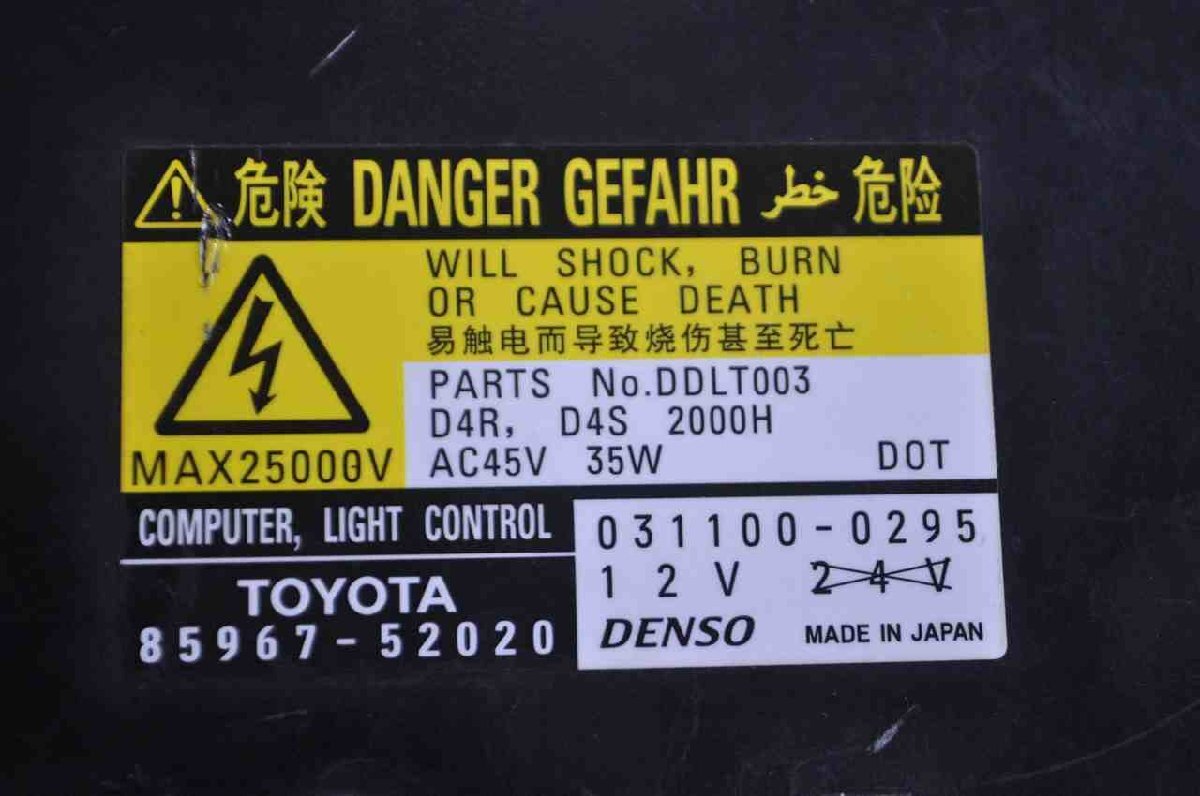 危険 DANGER GEFAHR خطر 危险
WILL SHOCK, BURN
OR CAUSE DEATH
易触电而导致烧伤甚至死亡
MAX25000V
PARTS No.DDLT003
D4R, D4S 2000H
AC45V 35W DOT
COMPUTER, LIGHT CONTROL
TOYOTA
85967-52020
031100-0295
12V 24V
DENSO MADE IN JAPAN